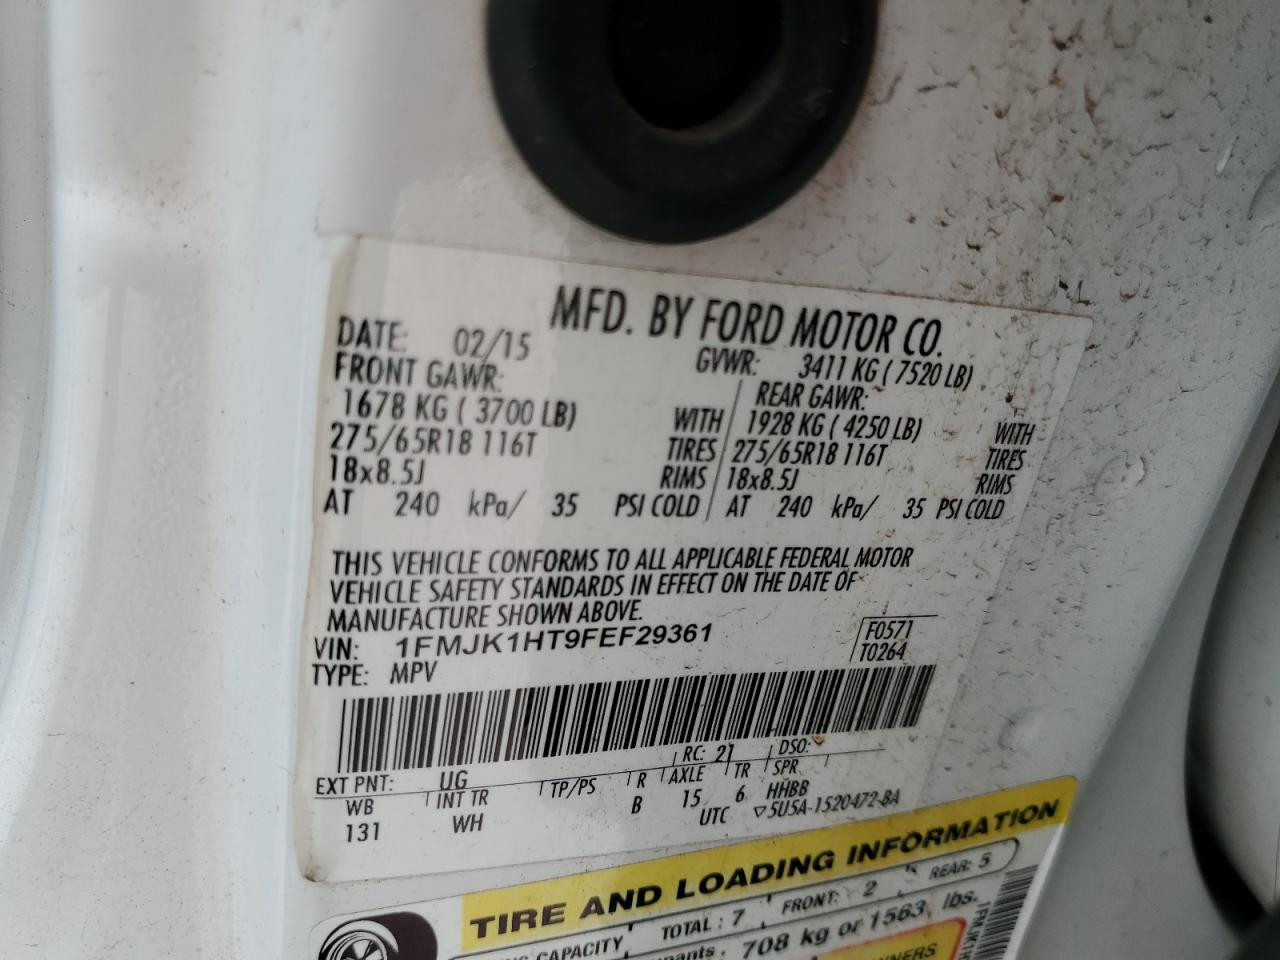 MFD. BY FORD MOTOR CO.
DATE: 02/15 GVWR: 3411 KG ( 7520 LB)
FRONT GAWR: REAR GAWR:
1678 KG ( 3700 LB) WITH 1928 KG ( 4250 LB) WITH
275/65R18 116T TIRES 275/65R18 116T TIRES
18x8.5J RIMS 18x8.5J RIMS
AT 240 kPa/ 35 PSI COLD AT 240 kPa/ 35 PSI COLD
THIS VEHICLE CONFORMS TO ALL APPLICABLE FEDERAL MOTOR
VEHICLE SAFETY STANDARDS IN EFFECT ON THE DATE OF
MANUFACTURE SHOWN ABOVE.
VIN: 1FMJK1HT9FEF29361 F0571
TYPE: MPV T0264
EXT PNT: UG RC: 21 DSO:
WB INT TR TP/PS R AXLE TR SPR
131 WH B 15 6 HHBB
UTC ▽5U5A-1520472-BA
TIRE AND LOADING INFORMATION
CAPACITY TOTAL : 7 FRONT: 2 REAR: 5
708 kg or 1563 lbs.